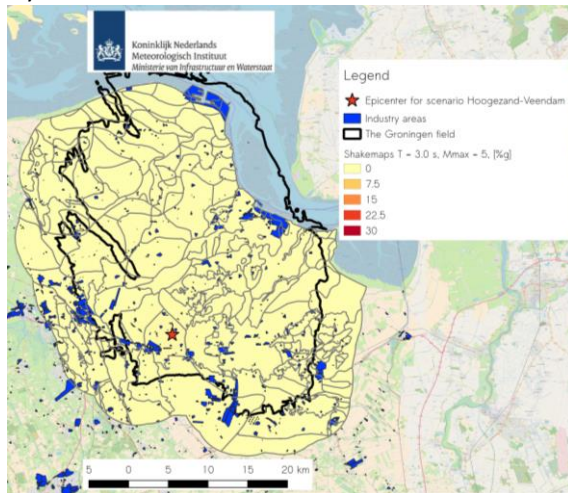 Koninklijk Nederlands
Meteorologisch Instituut
Ministerie van Infrastructuur en Waterstaat
Legend
Epicenter for scenario Hoogezand-Veendam
Industry areas
The Groningen field
Shakemaps T = 3.0 s, Mmax = 5, [%g]
0
7.5
15
22.5
30
5 0 5 10 15 20 km